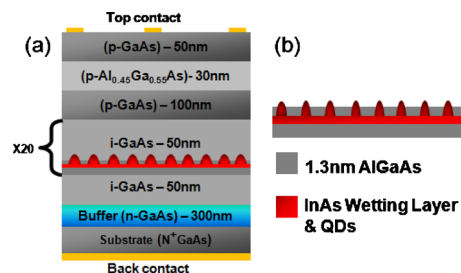 Top contact
(a)
(b)
(p-GaAs) – 50nm
(p-Al0.45Ga0.55As)- 30nm
(p-GaAs) – 100nm
X20
i-GaAs – 50nm
i-GaAs – 50nm
Buffer (n-GaAs) – 300nm
Substrate (N+GaAs)
Back contact
1.3nm AlGaAs
InAs Wetting Layer
& QDs